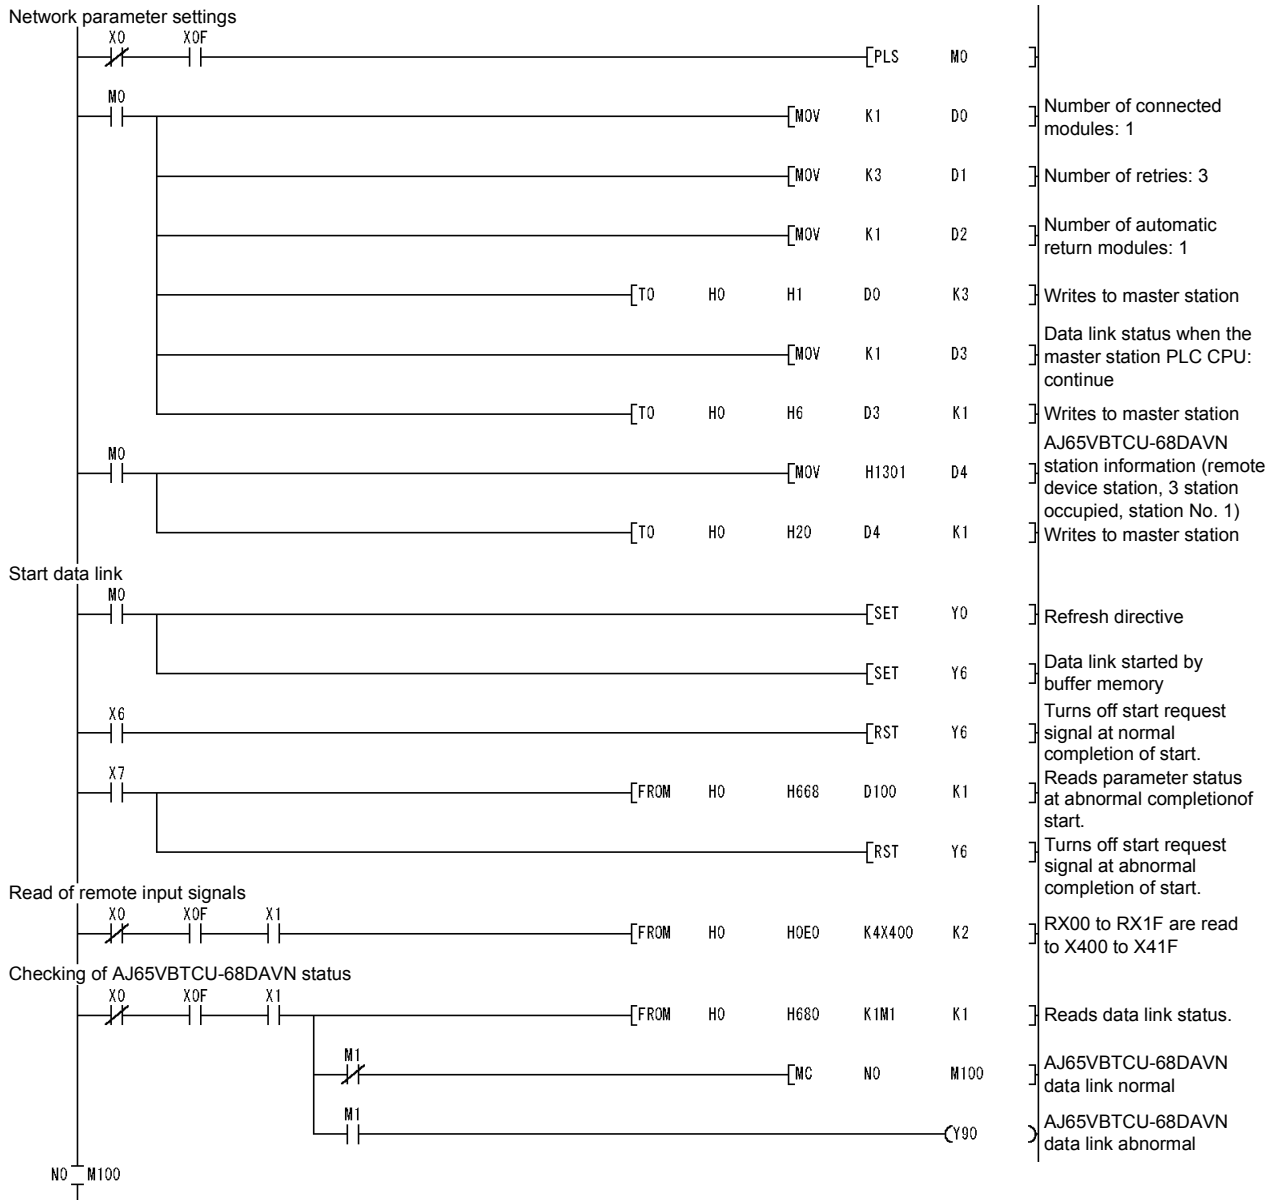 Network parameter settings
X0 X0F
PLS M0
M0
MOV K1 D0
Number of connected
modules: 1
MOV K3 D1
Number of retries: 3
MOV K1 D2
Number of automatic
return modules: 1
TO H0 H1 D0 K3
Writes to master station
MOV K1 D3
Data link status when the
master station PLC CPU:
continue
TO H0 H6 D3 K1
Writes to master station
M0
MOV H1301 D4
AJ65VBTCU-68DAVN
station information (remote
device station, 3 station
occupied, station No. 1)
TO H0 H20 D4 K1
Writes to master station
Start data link
M0
SET Y0
Refresh directive
SET Y6
Data link started by
buffer memory
X6
RST Y6
Turns off start request
signal at normal
completion of start.
X7
FROM H0 H668 D100 K1
Reads parameter status
at abnormal completionof
start.
RST Y6
Turns off start request
signal at abnormal
completion of start.
Read of remote input signals
X0 X0F X1
FROM H0 H0E0 K4X400 K2
RX00 to RX1F are read
to X400 to X41F
Checking of AJ65VBTCU-68DAVN status
X0 X0F X1
FROM H0 H680 K1M1 K1
Reads data link status.
M1
MC N0 M100
AJ65VBTCU-68DAVN
data link normal
M1
Y90
AJ65VBTCU-68DAVN
data link abnormal
N0 M100